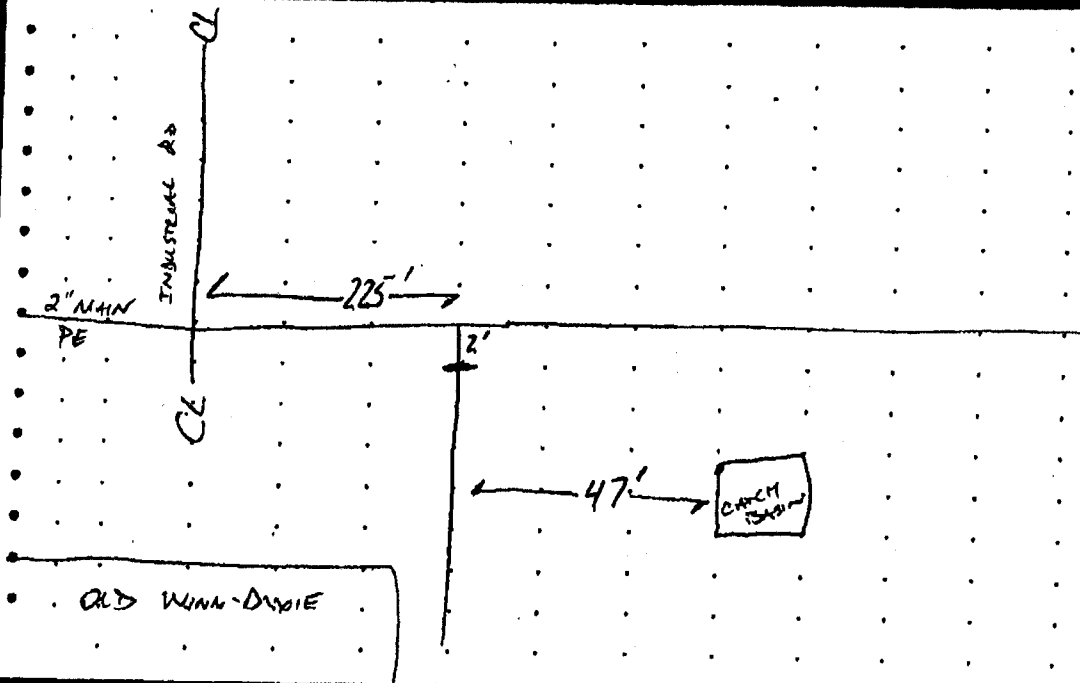 CL
INDUSTRIAL RD
225'
2" MAIN
PE
2'
CL
47'
CATCH
BASIN
OLD WINN-DIXIE